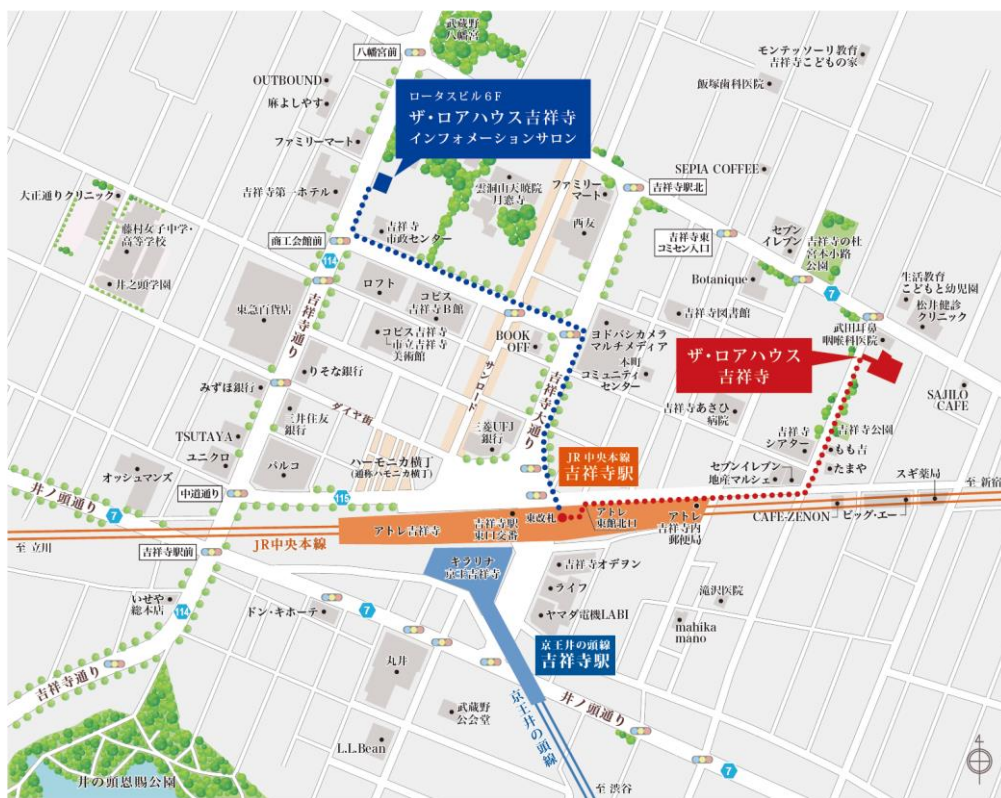 武蔵野
八幡宮
八幡宮前
モンテッソーリ教育
吉祥寺こどもの家
飯塚歯科医院
OUTBOUND
麻よしやす
ファミリーマート
ロータスビル6F
ザ・ロアハウス吉祥寺
インフォメーションサロン
吉祥寺第一ホテル
大正通りクリニック
藤村女子中学・
高等学校
井之頭学園
商工会館前
吉祥寺
市政センター
雲洞山天暁院
月窓寺
ファミリー
マート
西友
吉祥寺駅北
SEPIA COFFEE
吉祥寺東
コミセン入口
セブン
イレブン
吉祥寺の杜
宮本小路
公園
生活教育
こどもと幼児園
松井健診
クリニック
7
武田耳鼻
咽喉科医院
Botanique
吉祥寺図書館
114
吉祥寺通り
東急百貨店
ロフト
コピス
吉祥寺B館
コピス吉祥寺
└市立吉祥寺
美術館
BOOK
OFF
ヨドバシカメラ
マルチメディア
本町
コミュニティ
センター
ザ・ロアハウス
吉祥寺
SAJILO
CAFE
みずほ銀行
りそな銀行
サンロード
吉祥寺大通り
ダイヤ街
三井住友
銀行
TSUTAYA
ユニクロ
パルコ
ハーモニカ横丁
(通称ハモニカ横丁)
三菱UFJ
銀行
吉祥寺あさひ
病院
吉祥寺
シアター
吉祥寺公園
もも吉
たまや
セブンイレブン
地産マルシェ
スギ薬局
至 新宿
オッシュマンズ
中道通り
115
井の頭通り
7
JR中央本線
吉祥寺駅
東改札
アトレ
東館北口
アトレ
吉祥寺内
郵便局
CAFE-ZENON
ビッグ・エー
アトレ吉祥寺
吉祥寺駅
東口交番
至 立川
JR中央本線
吉祥寺駅前
キラリナ
京王吉祥寺
吉祥寺オデヲン
ライフ
ヤマダ電機LABI
滝沢医院
mahika
mano
いせや
総本店
114
ドン・キホーテ
7
京王井の頭線
吉祥寺駅
丸井
吉祥寺通り
武蔵野
公会堂
京王井の頭線
井ノ頭通り
L.L.Bean
7
井の頭恩賜公園
至 渋谷
4